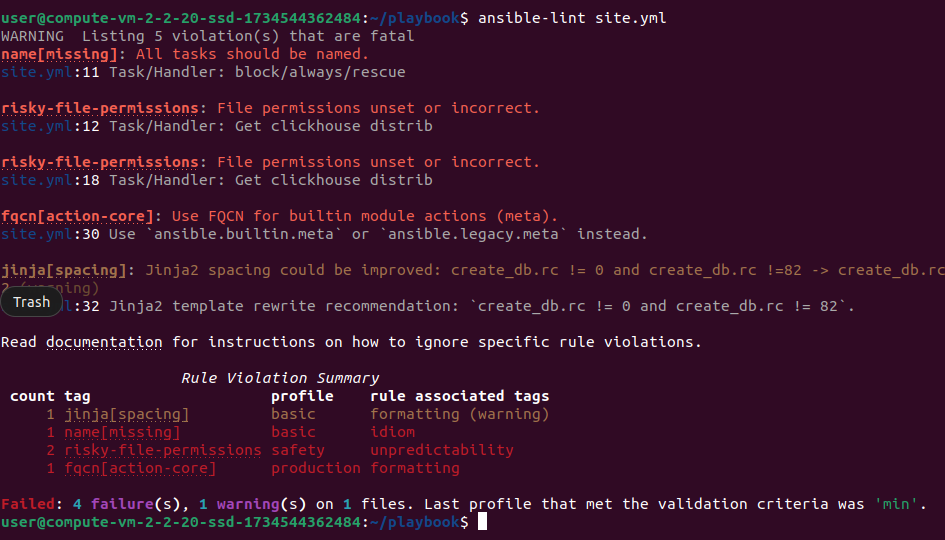 user@compute-vm-2-2-20-ssd-1734544362484:~/playbook$ ansible-lint site.yml
WARNING  Listing 5 violation(s) that are fatal
name[missing]: All tasks should be named.
site.yml:11 Task/Handler: block/always/rescue
risky-file-permissions: File permissions unset or incorrect.
site.yml:12 Task/Handler: Get clickhouse distrib
risky-file-permissions: File permissions unset or incorrect.
site.yml:18 Task/Handler: Get clickhouse distrib
fqcn[action-core]: Use FQCN for builtin module actions (meta).
site.yml:30 Use `ansible.builtin.meta` or `ansible.legacy.meta` instead.
jinja[spacing]: Jinja2 spacing could be improved: create_db.rc != 0 and create_db.rc !=82 -> create_db.rc
(warning)
Trash
:32 Jinja2 template rewrite recommendation: `create_db.rc != 0 and create_db.rc != 82`.
Read documentation for instructions on how to ignore specific rule violations.
Rule Violation Summary
count tag profile rule associated tags
1 jinja[spacing] basic formatting (warning)
1 name[missing] basic idiom
2 risky-file-permissions safety unpredictability
1 fqcn[action-core] production formatting
Failed: 4 failure(s), 1 warning(s) on 1 files. Last profile that met the validation criteria was 'min'.
user@compute-vm-2-2-20-ssd-1734544362484:~/playbook$